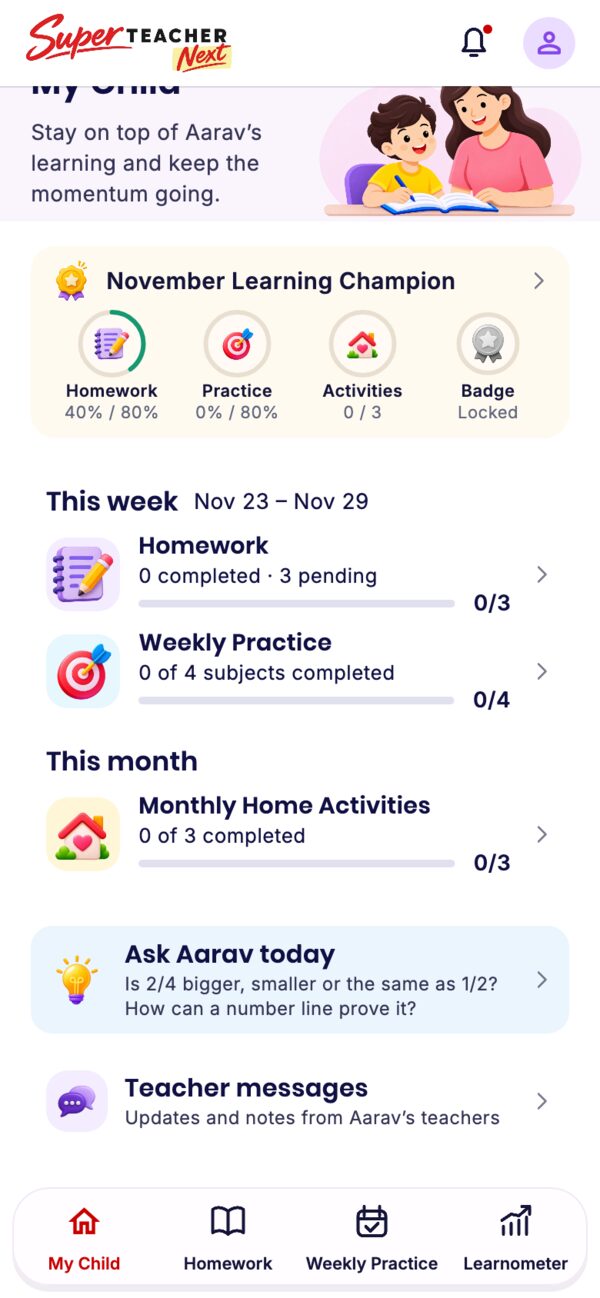 Super TEACHER
Next
My Child
Stay on top of Aarav’s
learning and keep the
momentum going.
November Learning Champion
Homework
40% / 80%
Practice
0% / 80%
Activities
0 / 3
Badge
Locked
This week Nov 23 – Nov 29
Homework
0 completed · 3 pending
0/3
Weekly Practice
0 of 4 subjects completed
0/4
This month
Monthly Home Activities
0 of 3 completed
0/3
Ask Aarav today
Is 2/4 bigger, smaller or the same as 1/2?
How can a number line prove it?
Teacher messages
Updates and notes from Aarav’s teachers
My Child
Homework
Weekly Practice
Learnometer